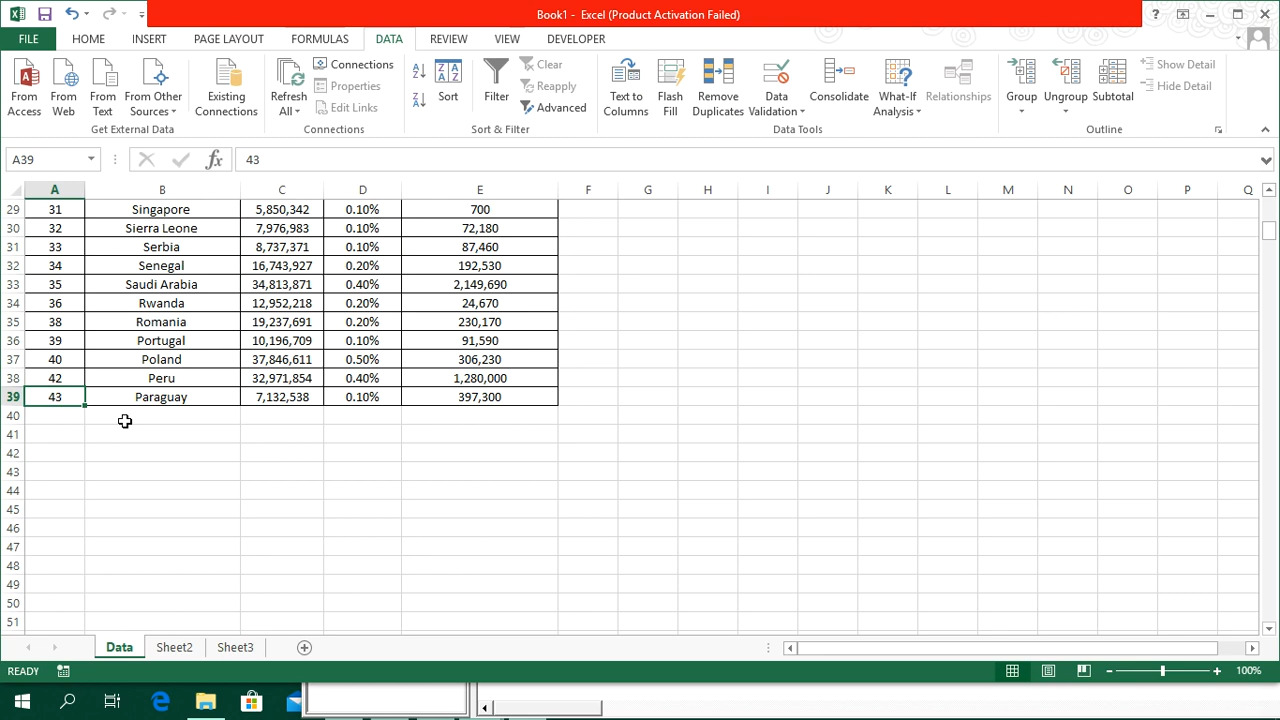 Book1 - Excel (Product Activation Failed)
?
FILE HOME INSERT PAGE LAYOUT FORMULAS DATA REVIEW VIEW DEVELOPER
From Access
From Web
From Text
From Other Sources
Existing Connections
Get External Data
Refresh All
Connections
Properties
Edit Links
Connections
Sort
Filter
Clear
Reapply
Advanced
Sort & Filter
Text to Columns
Flash Fill
Remove Duplicates
Data Validation
Consolidate
What-If Analysis
Relationships
Data Tools
Group
Ungroup
Subtotal
Show Detail
Hide Detail
Outline
A39 fx 43
A B C D E F G H I J K L M N O P Q
29 31 Singapore 5,850,342 0.10% 700
30 32 Sierra Leone 7,976,983 0.10% 72,180
31 33 Serbia 8,737,371 0.10% 87,460
32 34 Senegal 16,743,927 0.20% 192,530
33 35 Saudi Arabia 34,813,871 0.40% 2,149,690
34 36 Rwanda 12,952,218 0.20% 24,670
35 38 Romania 19,237,691 0.20% 230,170
36 39 Portugal 10,196,709 0.10% 91,590
37 40 Poland 37,846,611 0.50% 306,230
38 42 Peru 32,971,854 0.40% 1,280,000
39 43 Paraguay 7,132,538 0.10% 397,300
40
41
42
43
44
45
46
47
48
49
50
51
Data Sheet2 Sheet3
READY 100%